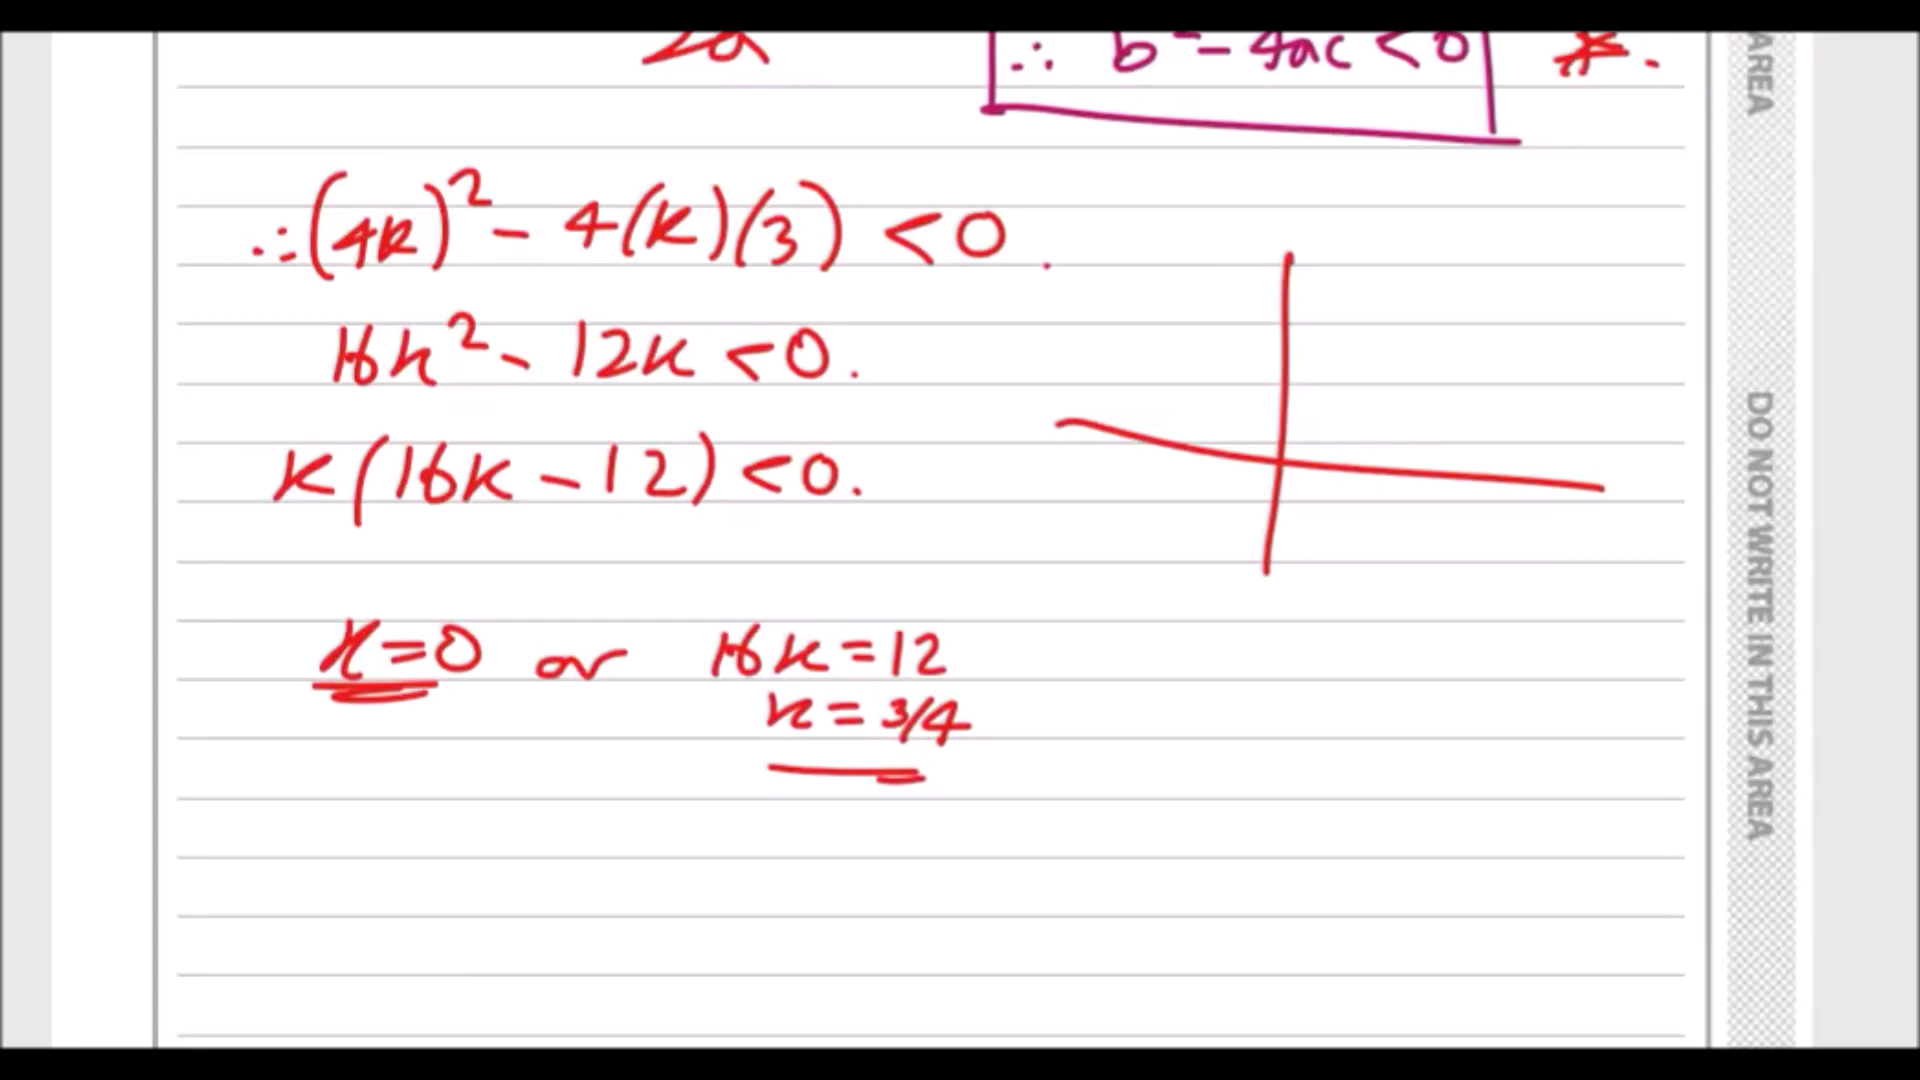 2a
∴ b² - 4ac < 0 *.
∴ (4k)² - 4(k)(3) < 0.
16k² - 12k < 0.
k(16k - 12) < 0.
k = 0 or 16k = 12
k = 3/4
AREA
DO NOT WRITE IN THIS AREA